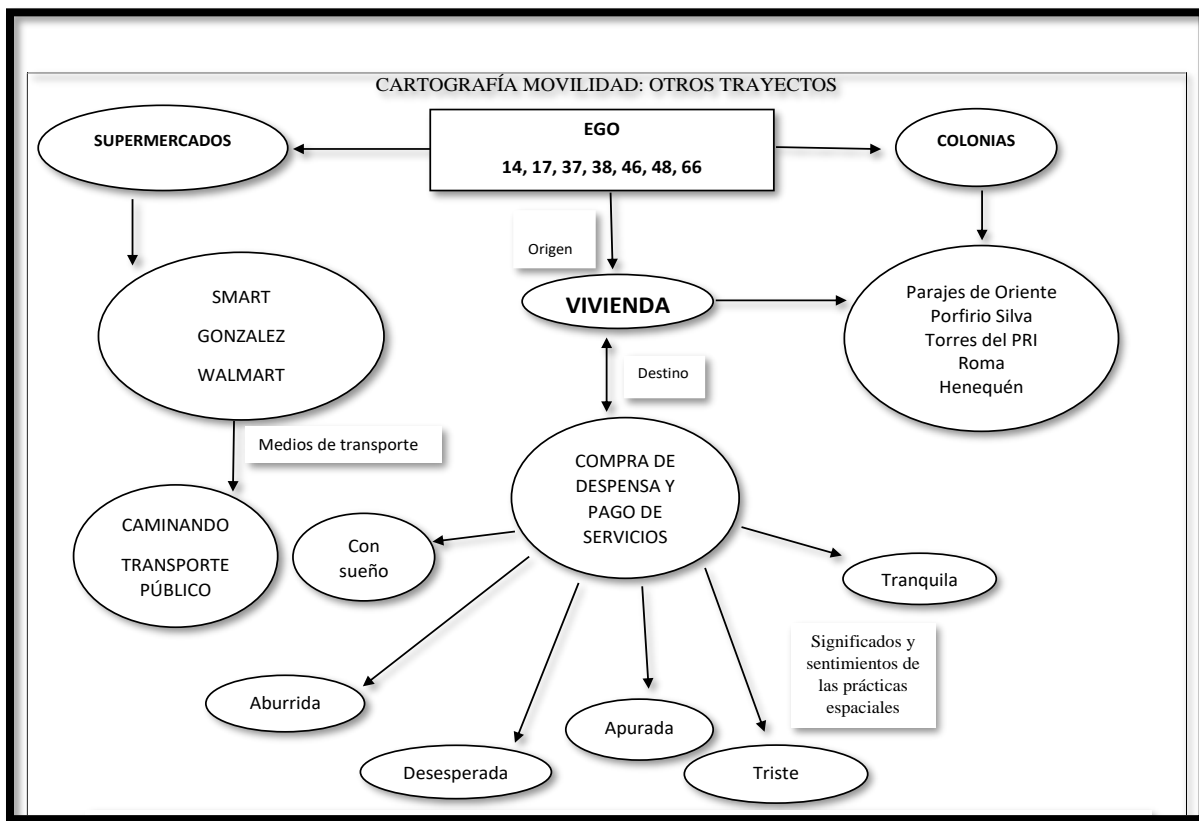 CARTOGRAFÍA MOVILIDAD: OTROS TRAYECTOS
SUPERMERCADOS
EGO
14, 17, 37, 38, 46, 48, 66
COLONIAS
Origen
SMART
GONZALEZ
WALMART
VIVIENDA
Parajes de Oriente
Porfirio Silva
Torres del PRI
Roma
Henequén
Destino
Medios de transporte
COMPRA DE
DESPENSA Y
PAGO DE
SERVICIOS
CAMINANDO
TRANSPORTE
PÚBLICO
Con
sueño
Tranquila
Significados y
sentimientos de
las prácticas
espaciales
Aburrida
Apurada
Desesperada
Triste